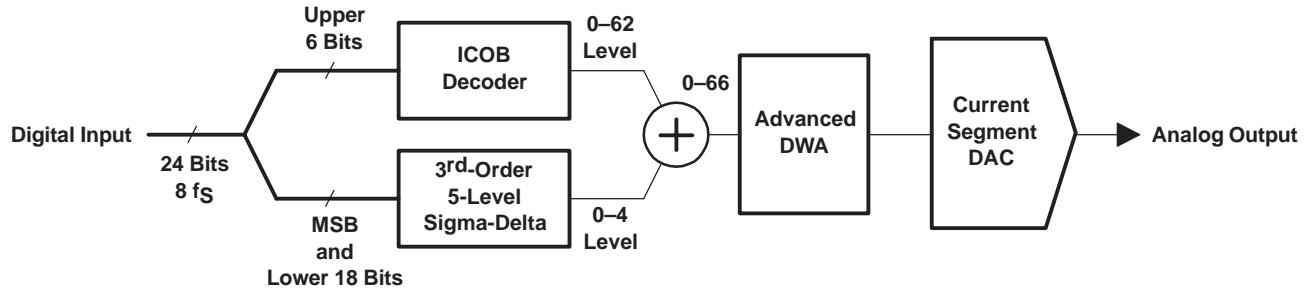 Digital Input
24 Bits
8 fS
Upper
6 Bits
ICOB
Decoder
0–62
Level
MSB
and
Lower 18 Bits
3rd-Order
5-Level
Sigma-Delta
0–4
Level
+
0–66
Advanced
DWA
Current
Segment
DAC
Analog Output